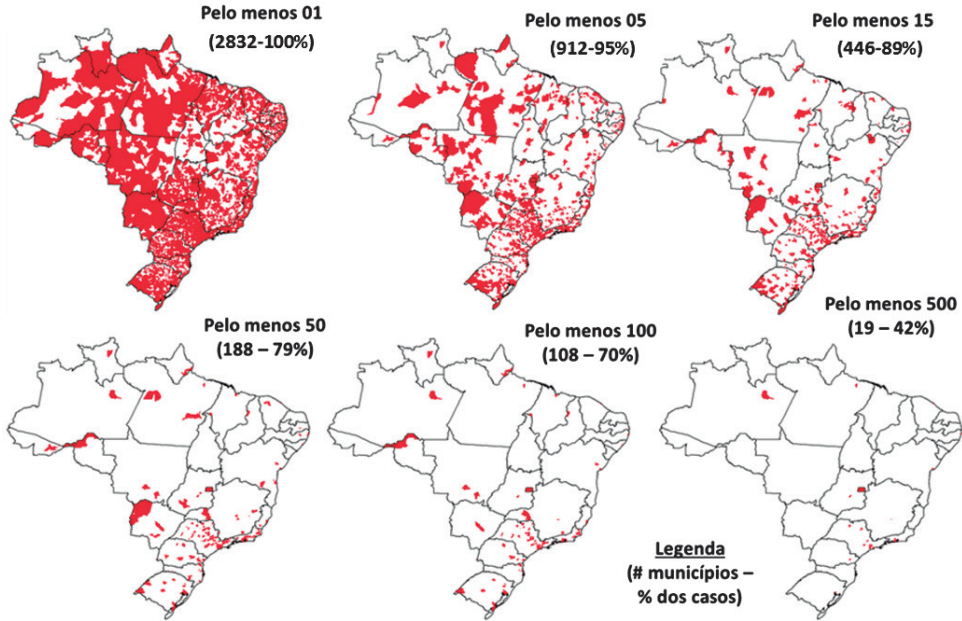 Pelo menos 01
(2832-100%)
Pelo menos 05
(912-95%)
Pelo menos 15
(446-89%)
Pelo menos 50
(188 – 79%)
Pelo menos 100
(108 – 70%)
Pelo menos 500
(19 – 42%)
Legenda
(# municípios –
% dos casos)